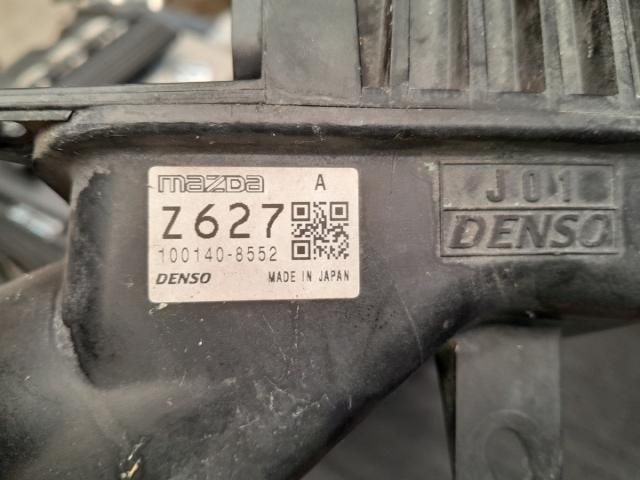 mazda A
Z627
100140-8552
DENSO MADE IN JAPAN
J01
DENSO